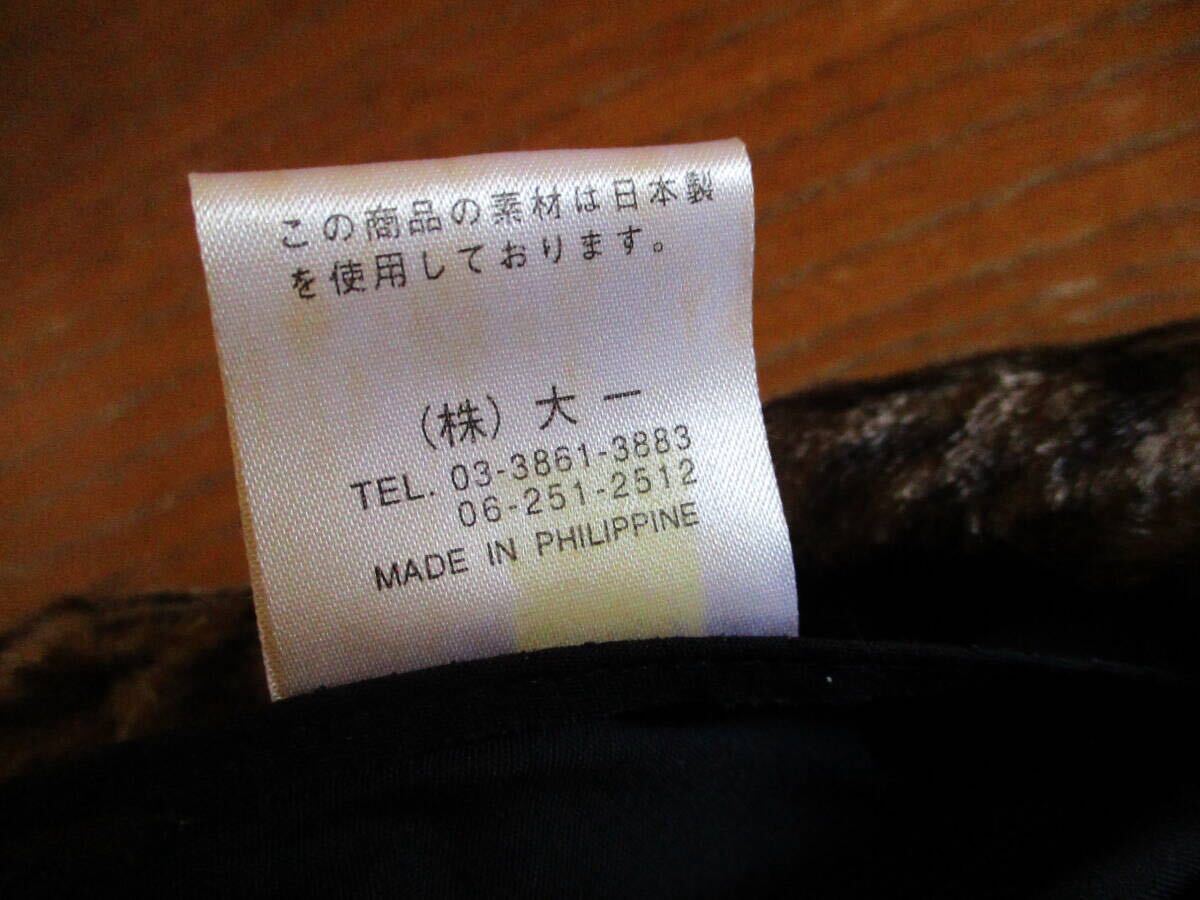 この商品の素材は日本製
を使用しております。
（株）大一
TEL. 03-3861-3883
06-251-2512
MADE IN PHILIPPINE